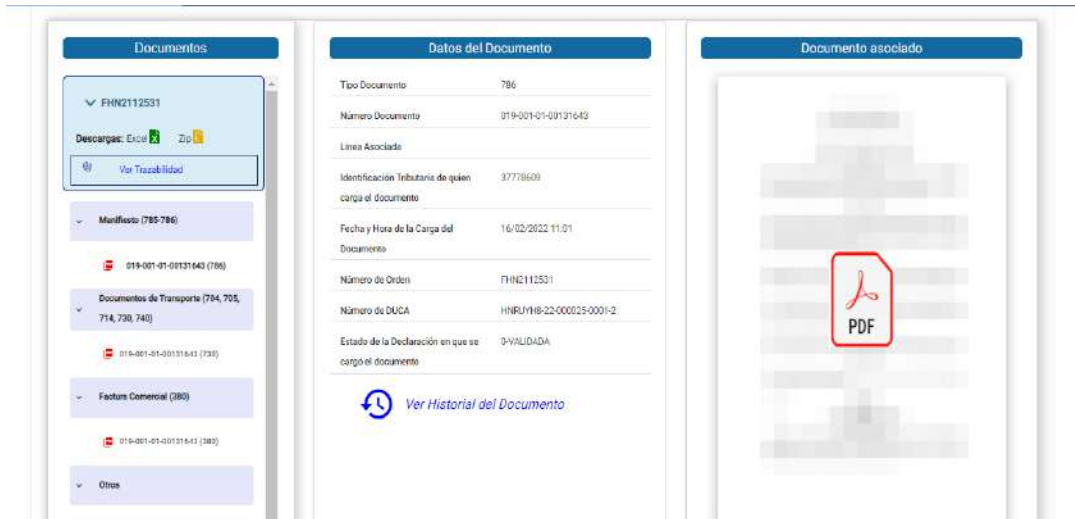 Documentos
FHN2112531
Descargas: Excel Zip
Ver Trazabilidad
Manifiesto (785-786)
019-001-01-00131643 (786)
Documentos de Transporte (704, 705,
714, 730, 740)
019-001-01-00131643 (730)
Factura Comercial (380)
019-001-01-00131643 (380)
Otros
Datos del Documento
Tipo Documento 786
Número Documento 019-001-01-00131643
Linea Asociada
Identificación Tributaria de quien 37778609
carga el documento
Fecha y Hora de la Carga del 16/02/2022 11:01
Documento
Número de Orden FHN2112531
Número de DUCA HNRUYH8-22-000025-0001-2
Estado de la Declaración en que se 0-VALIDADA
cargó el documento
Ver Historial del Documento
Documento asociado
PDF